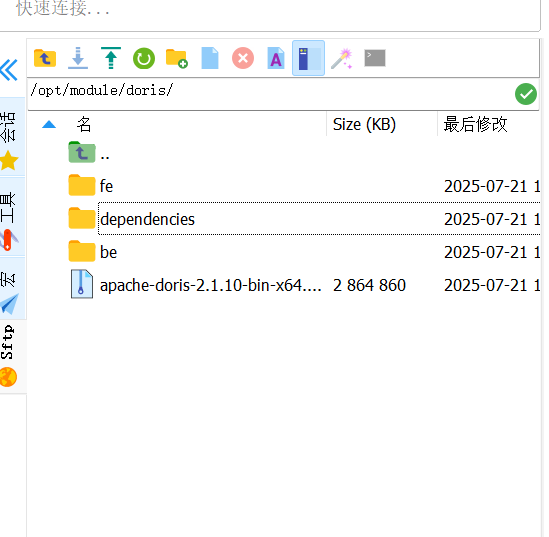 快速连接...
/opt/module/doris/
会话
工具
宏
Sftp
名 Size (KB) 最后修改
..
fe 2025-07-21 1
dependencies 2025-07-21 1
be 2025-07-21 1
apache-doris-2.1.10-bin-x64.... 2 864 860 2025-07-21 1